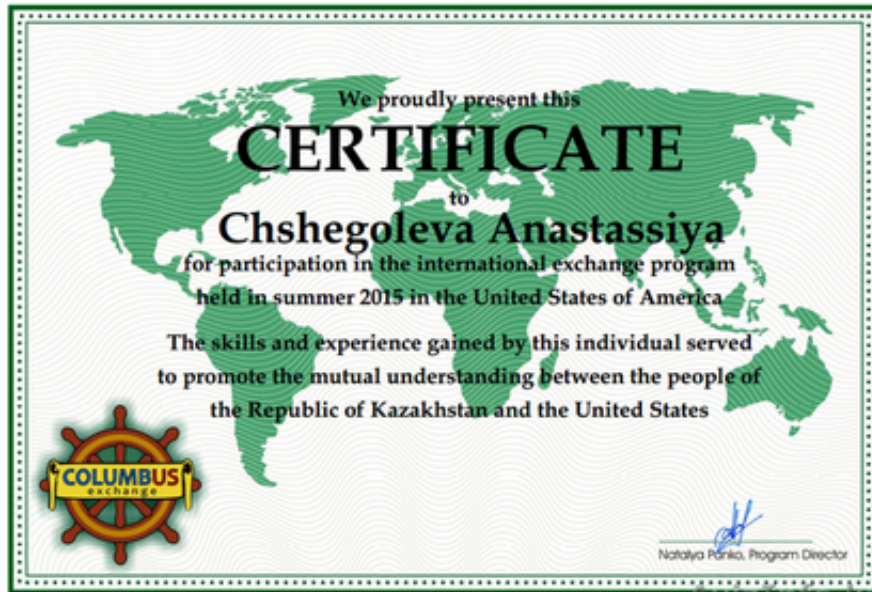 We proudly present this
CERTIFICATE
to
Chshegoleva Anastassiya
for participation in the international exchange program
held in summer 2015 in the United States of America
The skills and experience gained by this individual served
to promote the mutual understanding between the people of
the Republic of Kazakhstan and the United States
COLUMBUS
exchange
Natalya Panko, Program Director